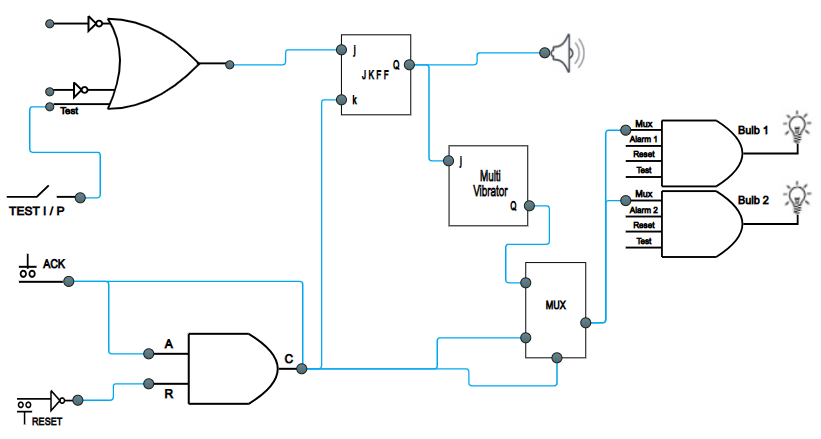 Test
TEST I / P
j
Q
JKFF
k
j
Multi
Vibrator
Q
Mux
Alarm 1
Reset
Test
Bulb 1
Mux
Alarm 2
Reset
Test
Bulb 2
MUX
ACK
A
C
R
RESET